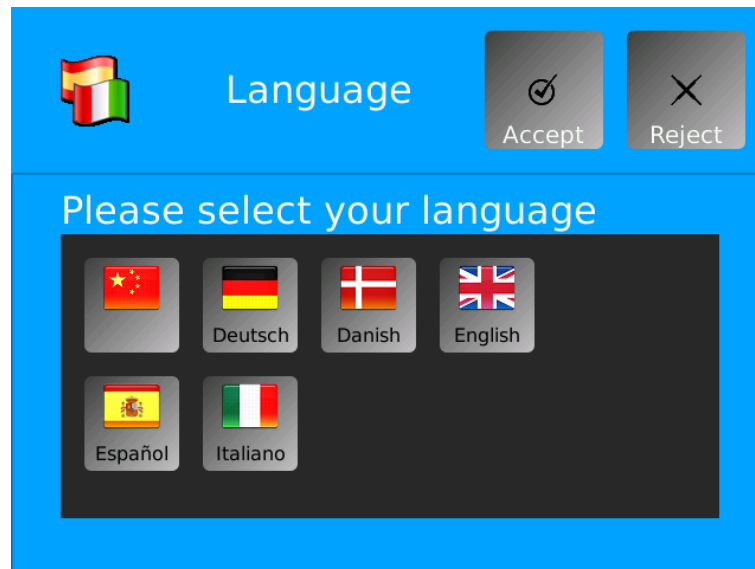 Language
Accept
Reject
Please select your language
Deutsch
Danish
English
Español
Italiano